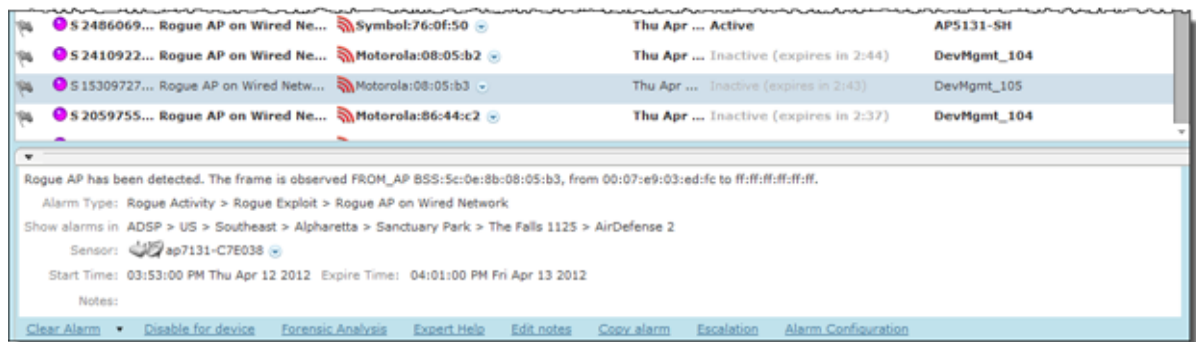 S 2486069... Rogue AP on Wired Ne... Symbol:76:0f:50 Thu Apr ... Active AP5131-SH
S 2410922... Rogue AP on Wired Ne... Motorola:08:05:b2 Thu Apr ... Inactive (expires in 2:44) DevMgmt_104
S 15309727... Rogue AP on Wired Netw... Motorola:08:05:b3 Thu Apr ... Inactive (expires in 2:43) DevMgmt_105
S 2059755... Rogue AP on Wired Ne... Motorola:86:44:c2 Thu Apr ... Inactive (expires in 2:37) DevMgmt_104
Rogue AP has been detected. The frame is observed FROM_AP BSS:5c:0e:8b:08:05:b3, from 00:07:e9:03:ed:fc to ff:ff:ff:ff:ff:ff.
Alarm Type: Rogue Activity > Rogue Exploit > Rogue AP on Wired Network
Show alarms in ADSP > US > Southeast > Alpharetta > Sanctuary Park > The Falls 1125 > AirDefense 2
Sensor: ap7131-C7E038
Start Time: 03:53:00 PM Thu Apr 12 2012 Expire Time: 04:01:00 PM Fri Apr 13 2012
Notes:
Clear Alarm Disable for device Forensic Analysis Expert Help Edit notes Copy alarm Escalation Alarm Configuration